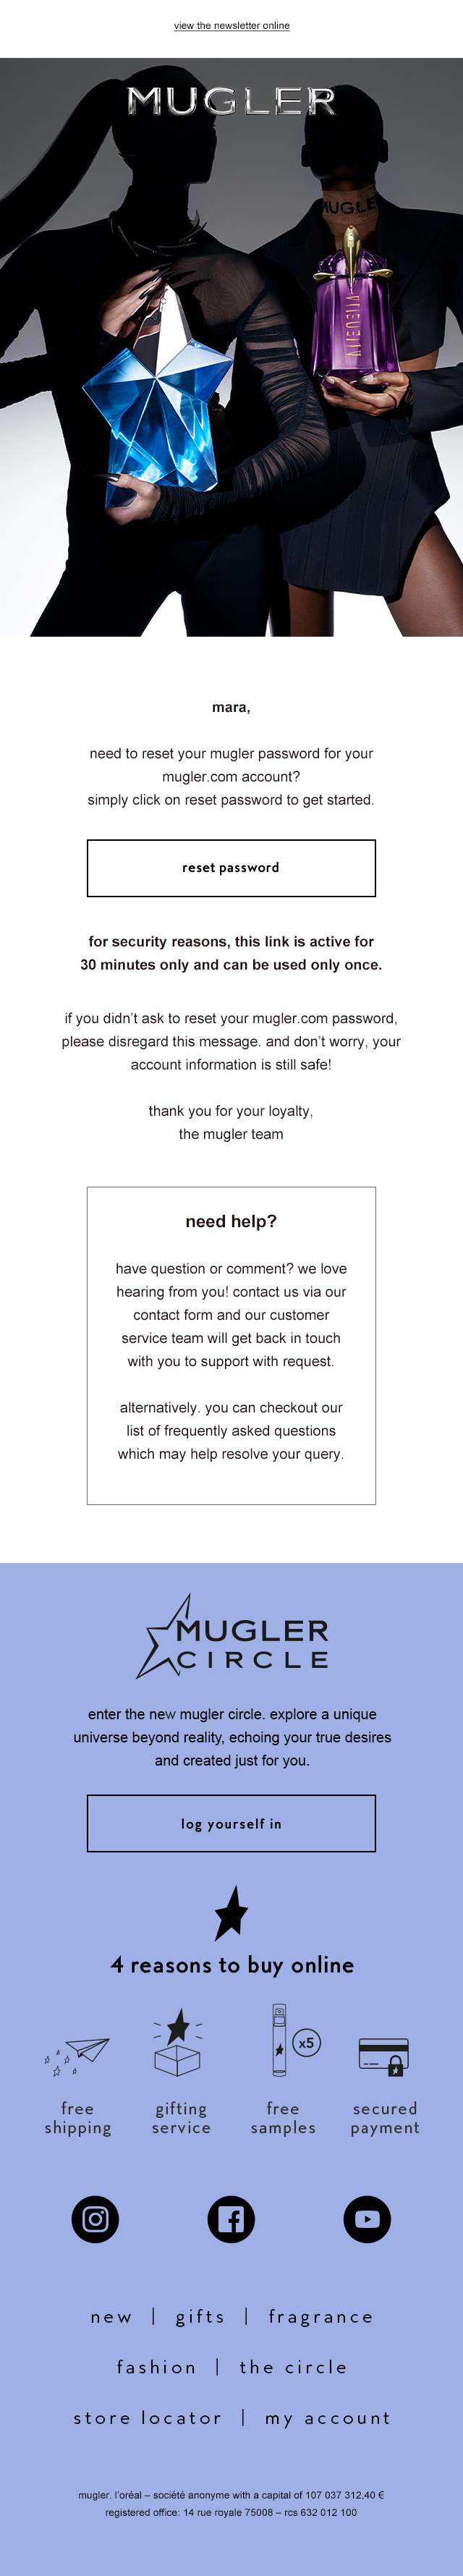 view the newsletter online
MUGLER
MUGLE
ALIEN
mara,
need to reset your mugler password for your
mugler.com account?
simply click on reset password to get started.
reset password
for security reasons, this link is active for
30 minutes only and can be used only once.
if you didn't ask to reset your mugler.com password,
please disregard this message. and don't worry, your
account information is still safe!
thank you for your loyalty,
the mugler team
need help?
have question or comment? we love
hearing from you! contact us via our
contact form and our customer
service team will get back in touch
with you to support with request.
alternatively. you can checkout our
list of frequently asked questions
which may help resolve your query.
MUGLER
CIRCLE
enter the new mugler circle. explore a unique
universe beyond reality, echoing your true desires
and created just for you.
log yourself in
4 reasons to buy online
x5
free shipping
gifting service
free samples
secured payment
new | gifts | fragrance
fashion | the circle
store locator | my account
mugler. l'oréal – société anonyme with a capital of 107 037 312,40 €
registered office: 14 rue royale 75008 – rcs 632 012 100